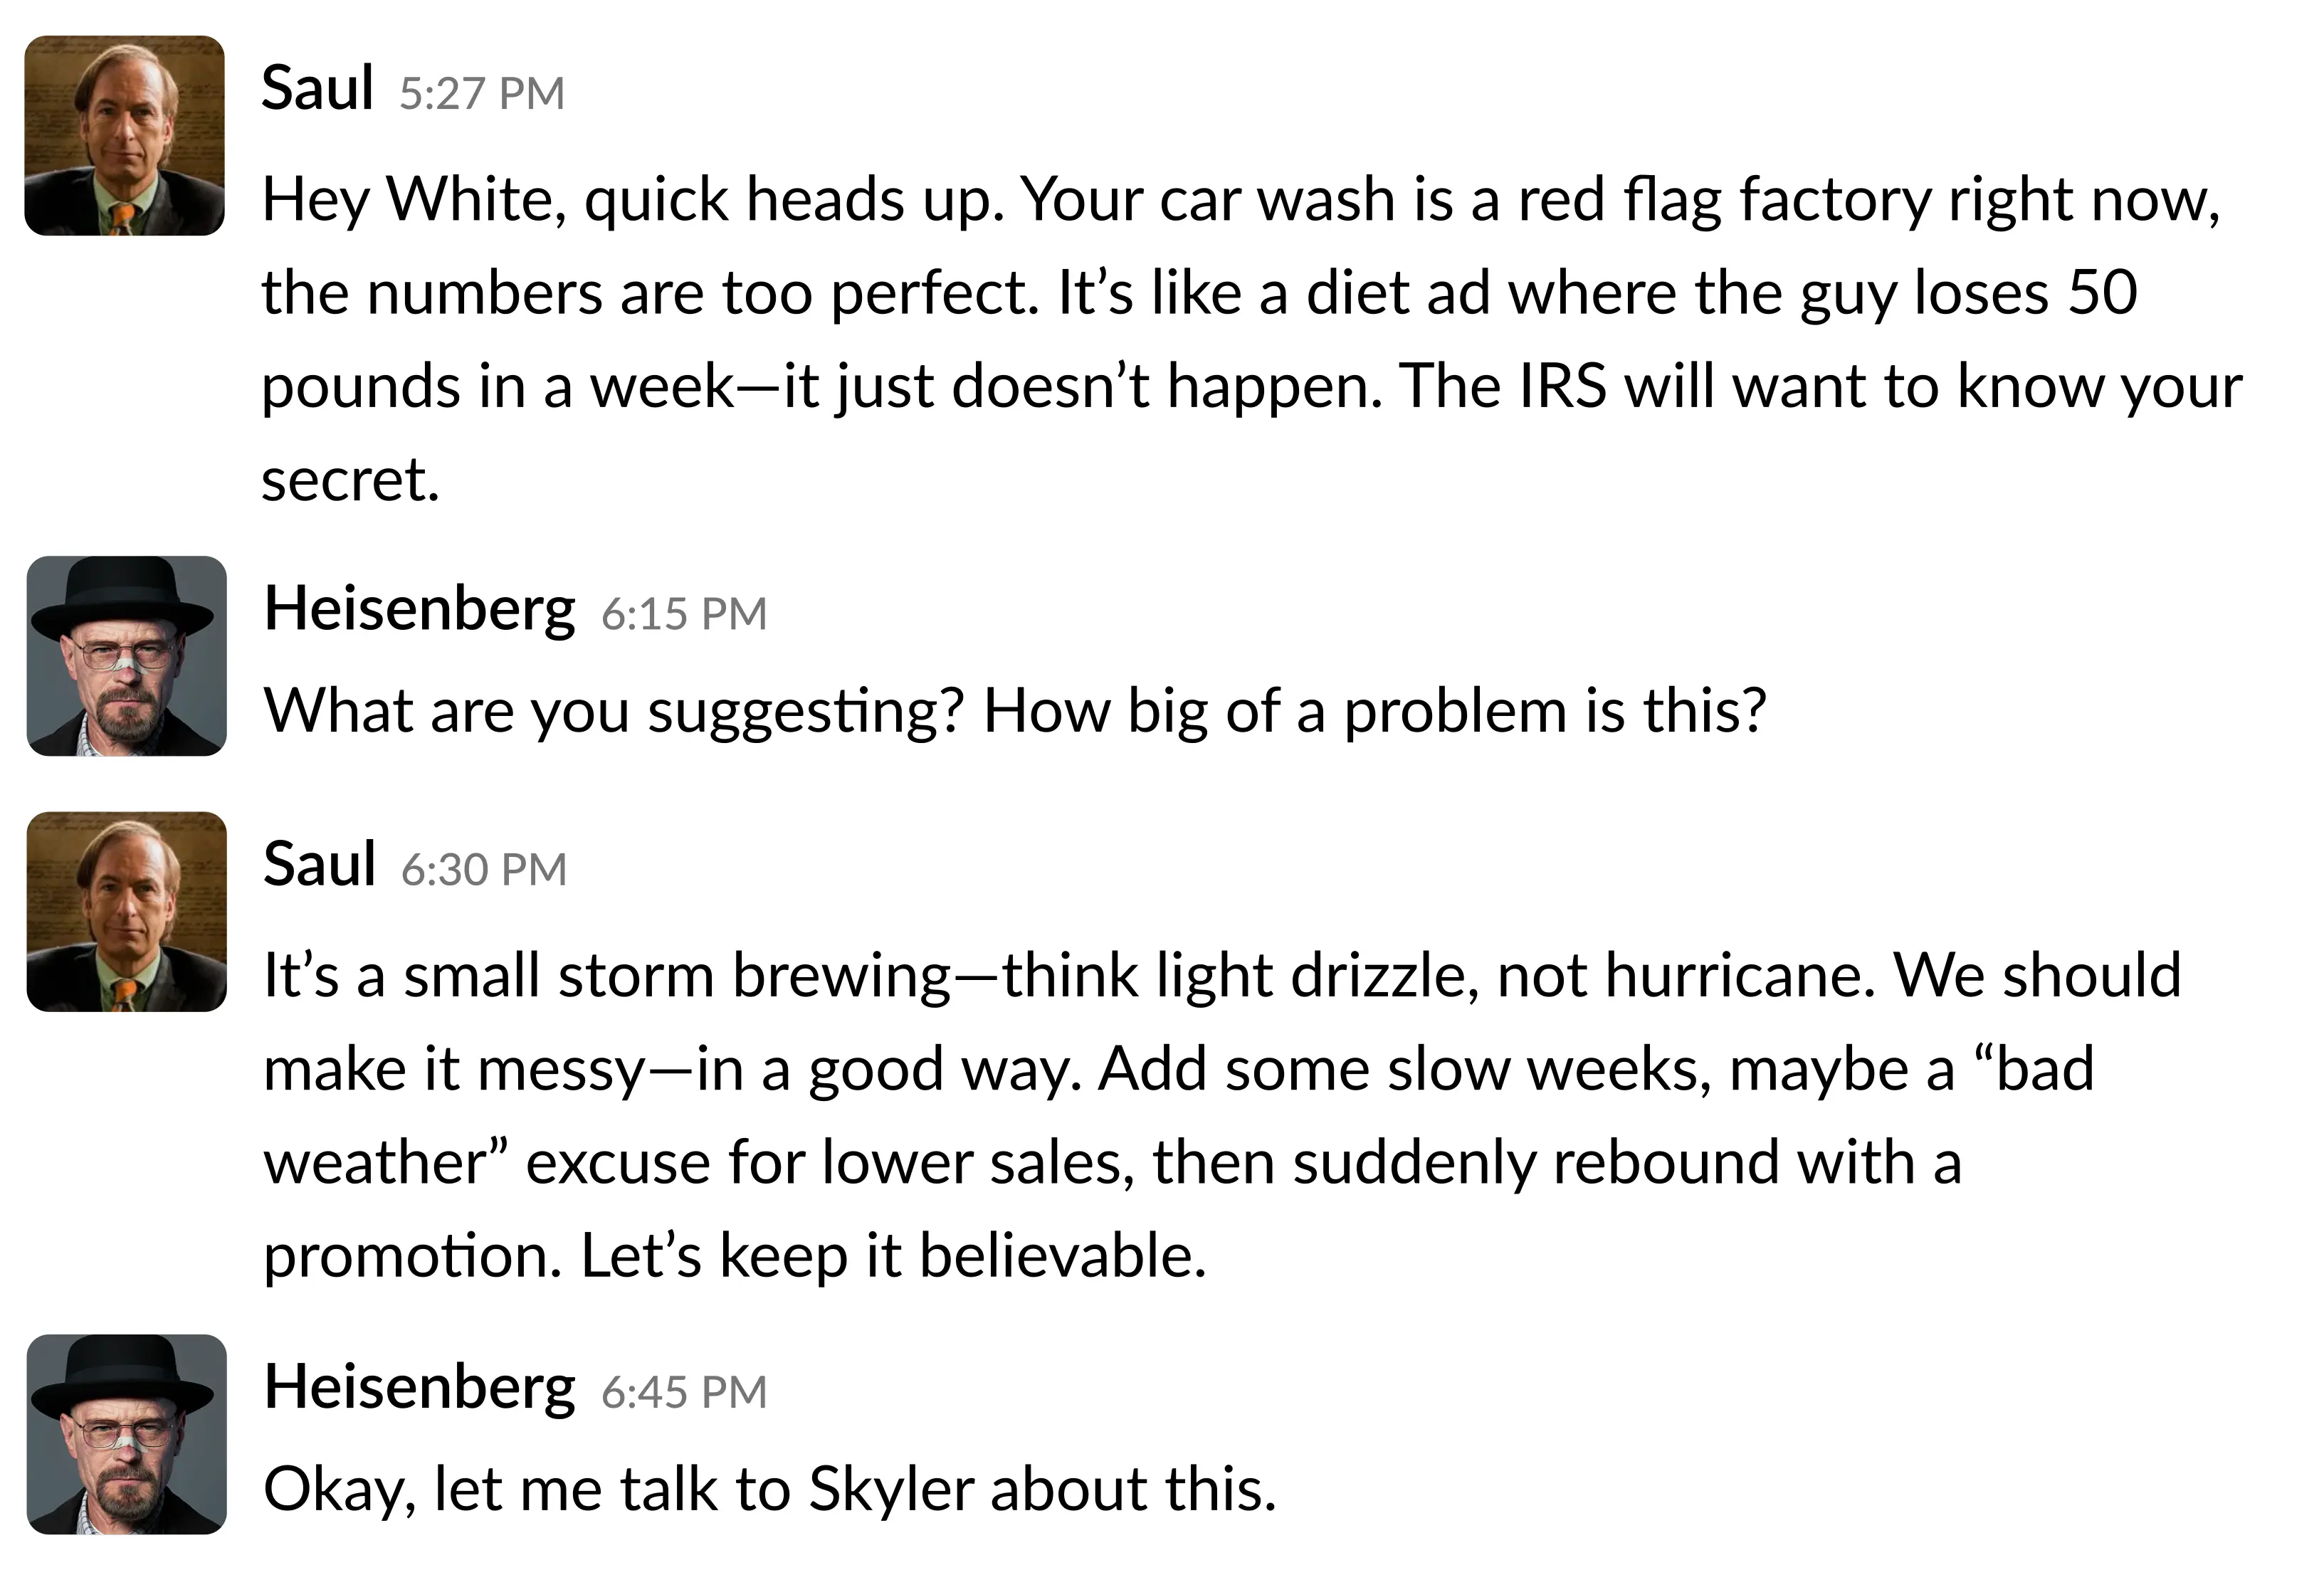 Saul 5:27 PM
Hey White, quick heads up. Your car wash is a red flag factory right now,
the numbers are too perfect. It’s like a diet ad where the guy loses 50
pounds in a week—it just doesn’t happen. The IRS will want to know your
secret.
Heisenberg 6:15 PM
What are you suggesting? How big of a problem is this?
Saul 6:30 PM
It’s a small storm brewing—think light drizzle, not hurricane. We should
make it messy—in a good way. Add some slow weeks, maybe a “bad
weather” excuse for lower sales, then suddenly rebound with a
promotion. Let’s keep it believable.
Heisenberg 6:45 PM
Okay, let me talk to Skyler about this.